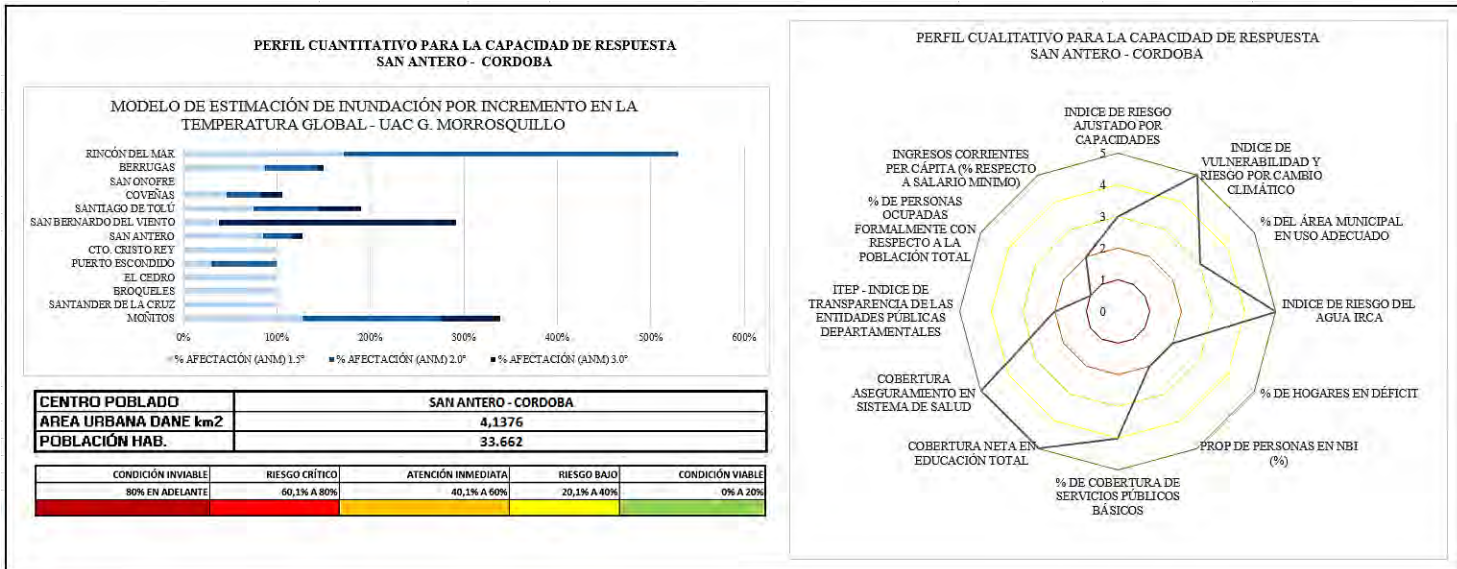 PERFIL CUANTITATIVO PARA LA CAPACIDAD DE RESPUESTA
SAN ANTERO - CORDOBA
MODELO DE ESTIMACIÓN DE INUNDACIÓN POR INCREMENTO EN LA
TEMPERATURA GLOBAL - UAC G. MORROSQUILLO
RINCÓN DEL MAR
BERRUGAS
SAN ONOFRE
COVEÑAS
SANTIAGO DE TOLÚ
SAN BERNARDO DEL VIENTO
SAN ANTERO
CTO. CRISTO REY
PUERTO ESCONDIDO
EL CEDRO
BROQUELES
SANTANDER DE LA CRUZ
MOÑITOS
0% 100% 200% 300% 400% 500% 600%
% AFECTACIÓN (ANM) 1.5° % AFECTACIÓN (ANM) 2.0° % AFECTACIÓN (ANM) 3.0°
CENTRO POBLADO SAN ANTERO - CORDOBA
AREA URBANA DANE km2 4,1376
POBLACIÓN HAB. 33.662
CONDICIÓN INVIABLE RIESGO CRÍTICO ATENCIÓN INMEDIATA RIESGO BAJO CONDICIÓN VIABLE
80% EN ADELANTE 60,1% A 80% 40,1% A 60% 20,1% A 40% 0% A 20%
PERFIL CUALITATIVO PARA LA CAPACIDAD DE RESPUESTA
SAN ANTERO - CORDOBA
INDICE DE RIESGO
AJUSTADO POR
CAPACIDADES
INDICE DE
VULNERABILIDAD Y
RIESGO POR CAMBIO
CLIMÁTICO
% DEL ÁREA MUNICIPAL
EN USO ADECUADO
INDICE DE RIESGO DEL
AGUA IRCA
% DE HOGARES EN DÉFICIT
PROP DE PERSONAS EN NBI
(%)
% DE COBERTURA DE
SERVICIOS PÚBLICOS
BÁSICOS
COBERTURA NETA EN
EDUCACIÓN TOTAL
COBERTURA
ASEGURAMIENTO EN
SISTEMA DE SALUD
ITEP - INDICE DE
TRANSPARENCIA DE LAS
ENTIDADES PÚBLICAS
DEPARTAMENTALES
% DE PERSONAS
OCUPADAS
FORMALMENTE CON
RESPECTO A LA
POBLACIÓN TOTAL
INGRESOS CORRIENTES
PER CÁPITA (% RESPECTO
A SALARIO MINIMO)
5
4
3
2
1
0